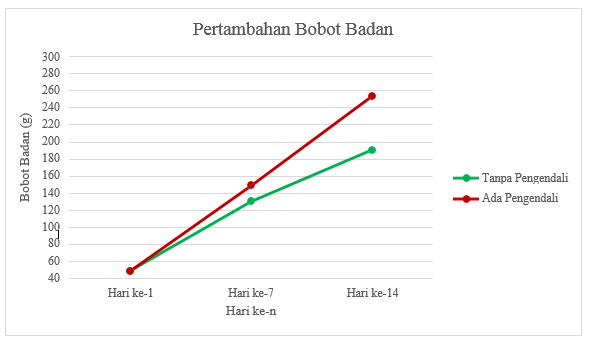 Pertambahan Bobot Badan
300
280
260
240
220
200
180
160
140
120
100
80
60
40
Bobot Badan (g)
Hari ke-1
Hari ke-7
Hari ke-14
Hari ke-n
Tanpa Pengendali
Ada Pengendali